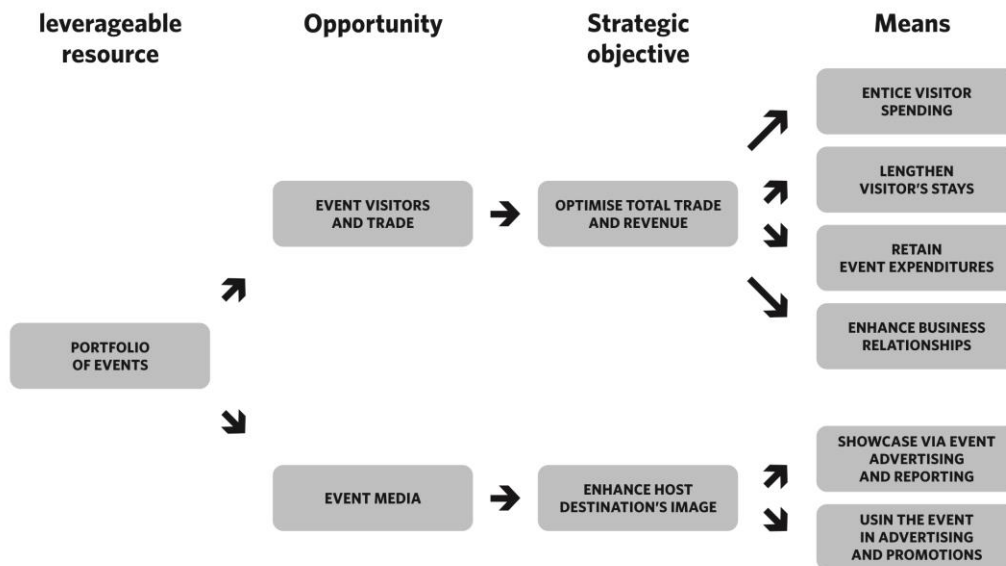 leverageable
resource
Opportunity
Strategic
objective
Means
ENTICE VISITOR
SPENDING
LENGTHEN
VISITOR'S STAYS
EVENT VISITORS
AND TRADE
OPTIMISE TOTAL TRADE
AND REVENUE
RETAIN
EVENT EXPENDITURES
ENHANCE BUSINESS
RELATIONSHIPS
PORTFOLIO
OF EVENTS
EVENT MEDIA
ENHANCE HOST
DESTINATION'S IMAGE
SHOWCASE VIA EVENT
ADVERTISING
AND REPORTING
USIN THE EVENT
IN ADVERTISING
AND PROMOTIONS